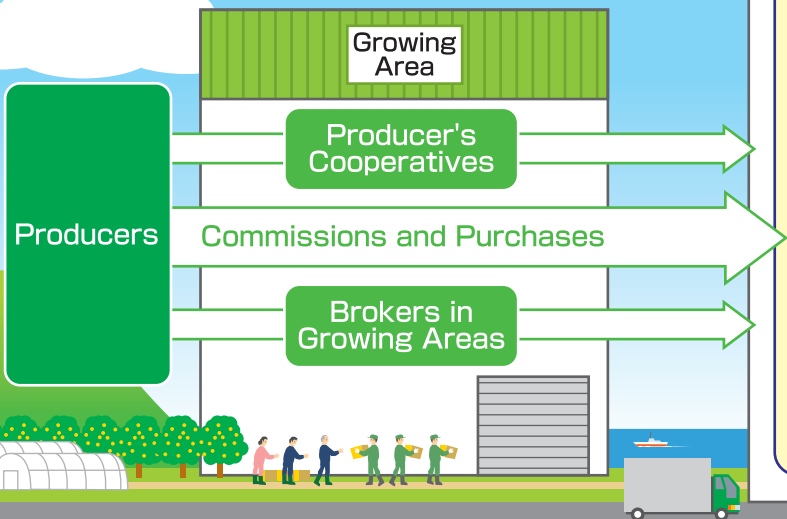 Growing
Area
Producer's
Cooperatives
Producers
Commissions and Purchases
Brokers in
Growing Areas